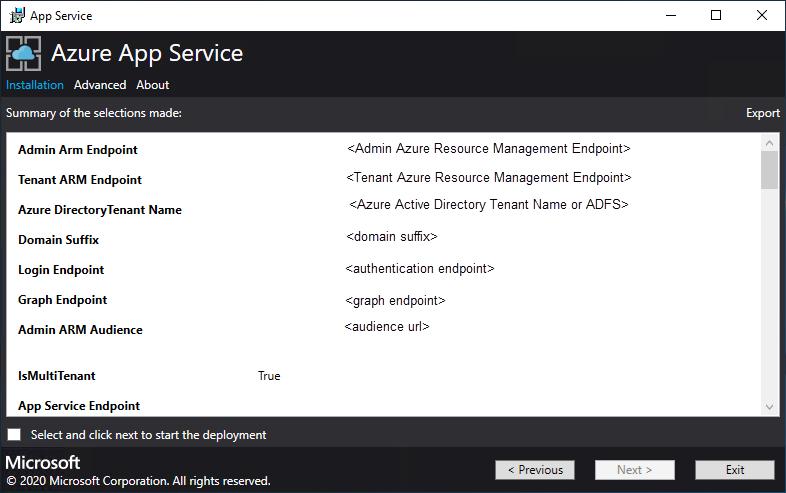 App Service
Azure App Service
Installation Advanced About
Summary of the selections made: Export
Admin Arm Endpoint <Admin Azure Resource Management Endpoint>
Tenant ARM Endpoint <Tenant Azure Resource Management Endpoint>
Azure DirectoryTenant Name <Azure Active Directory Tenant Name or ADFS>
Domain Suffix <domain suffix>
Login Endpoint <authentication endpoint>
Graph Endpoint <graph endpoint>
Admin ARM Audience <audience url>
IsMultiTenant True
App Service Endpoint
Select and click next to start the deployment
Microsoft
© 2020 Microsoft Corporation. All rights reserved.
< Previous Next > Exit